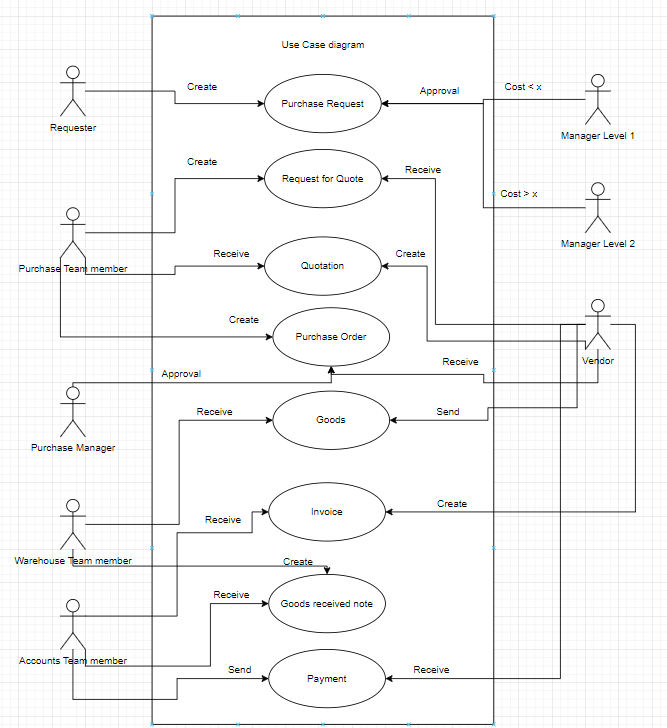 Use Case diagram
Create
Cost < x
Approval
Purchase Request
Requester
Manager Level 1
Create
Receive
Request for Quote
Cost > x
Manager Level 2
Receive
Create
Purchase Team member
Quotation
Create
Purchase Order
Receive
Vendor
Approval
Receive
Send
Goods
Purchase Manager
Create
Receive
Invoice
Warehouse Team member
Create
Receive
Goods received note
Accounts Team member
Send
Receive
Payment